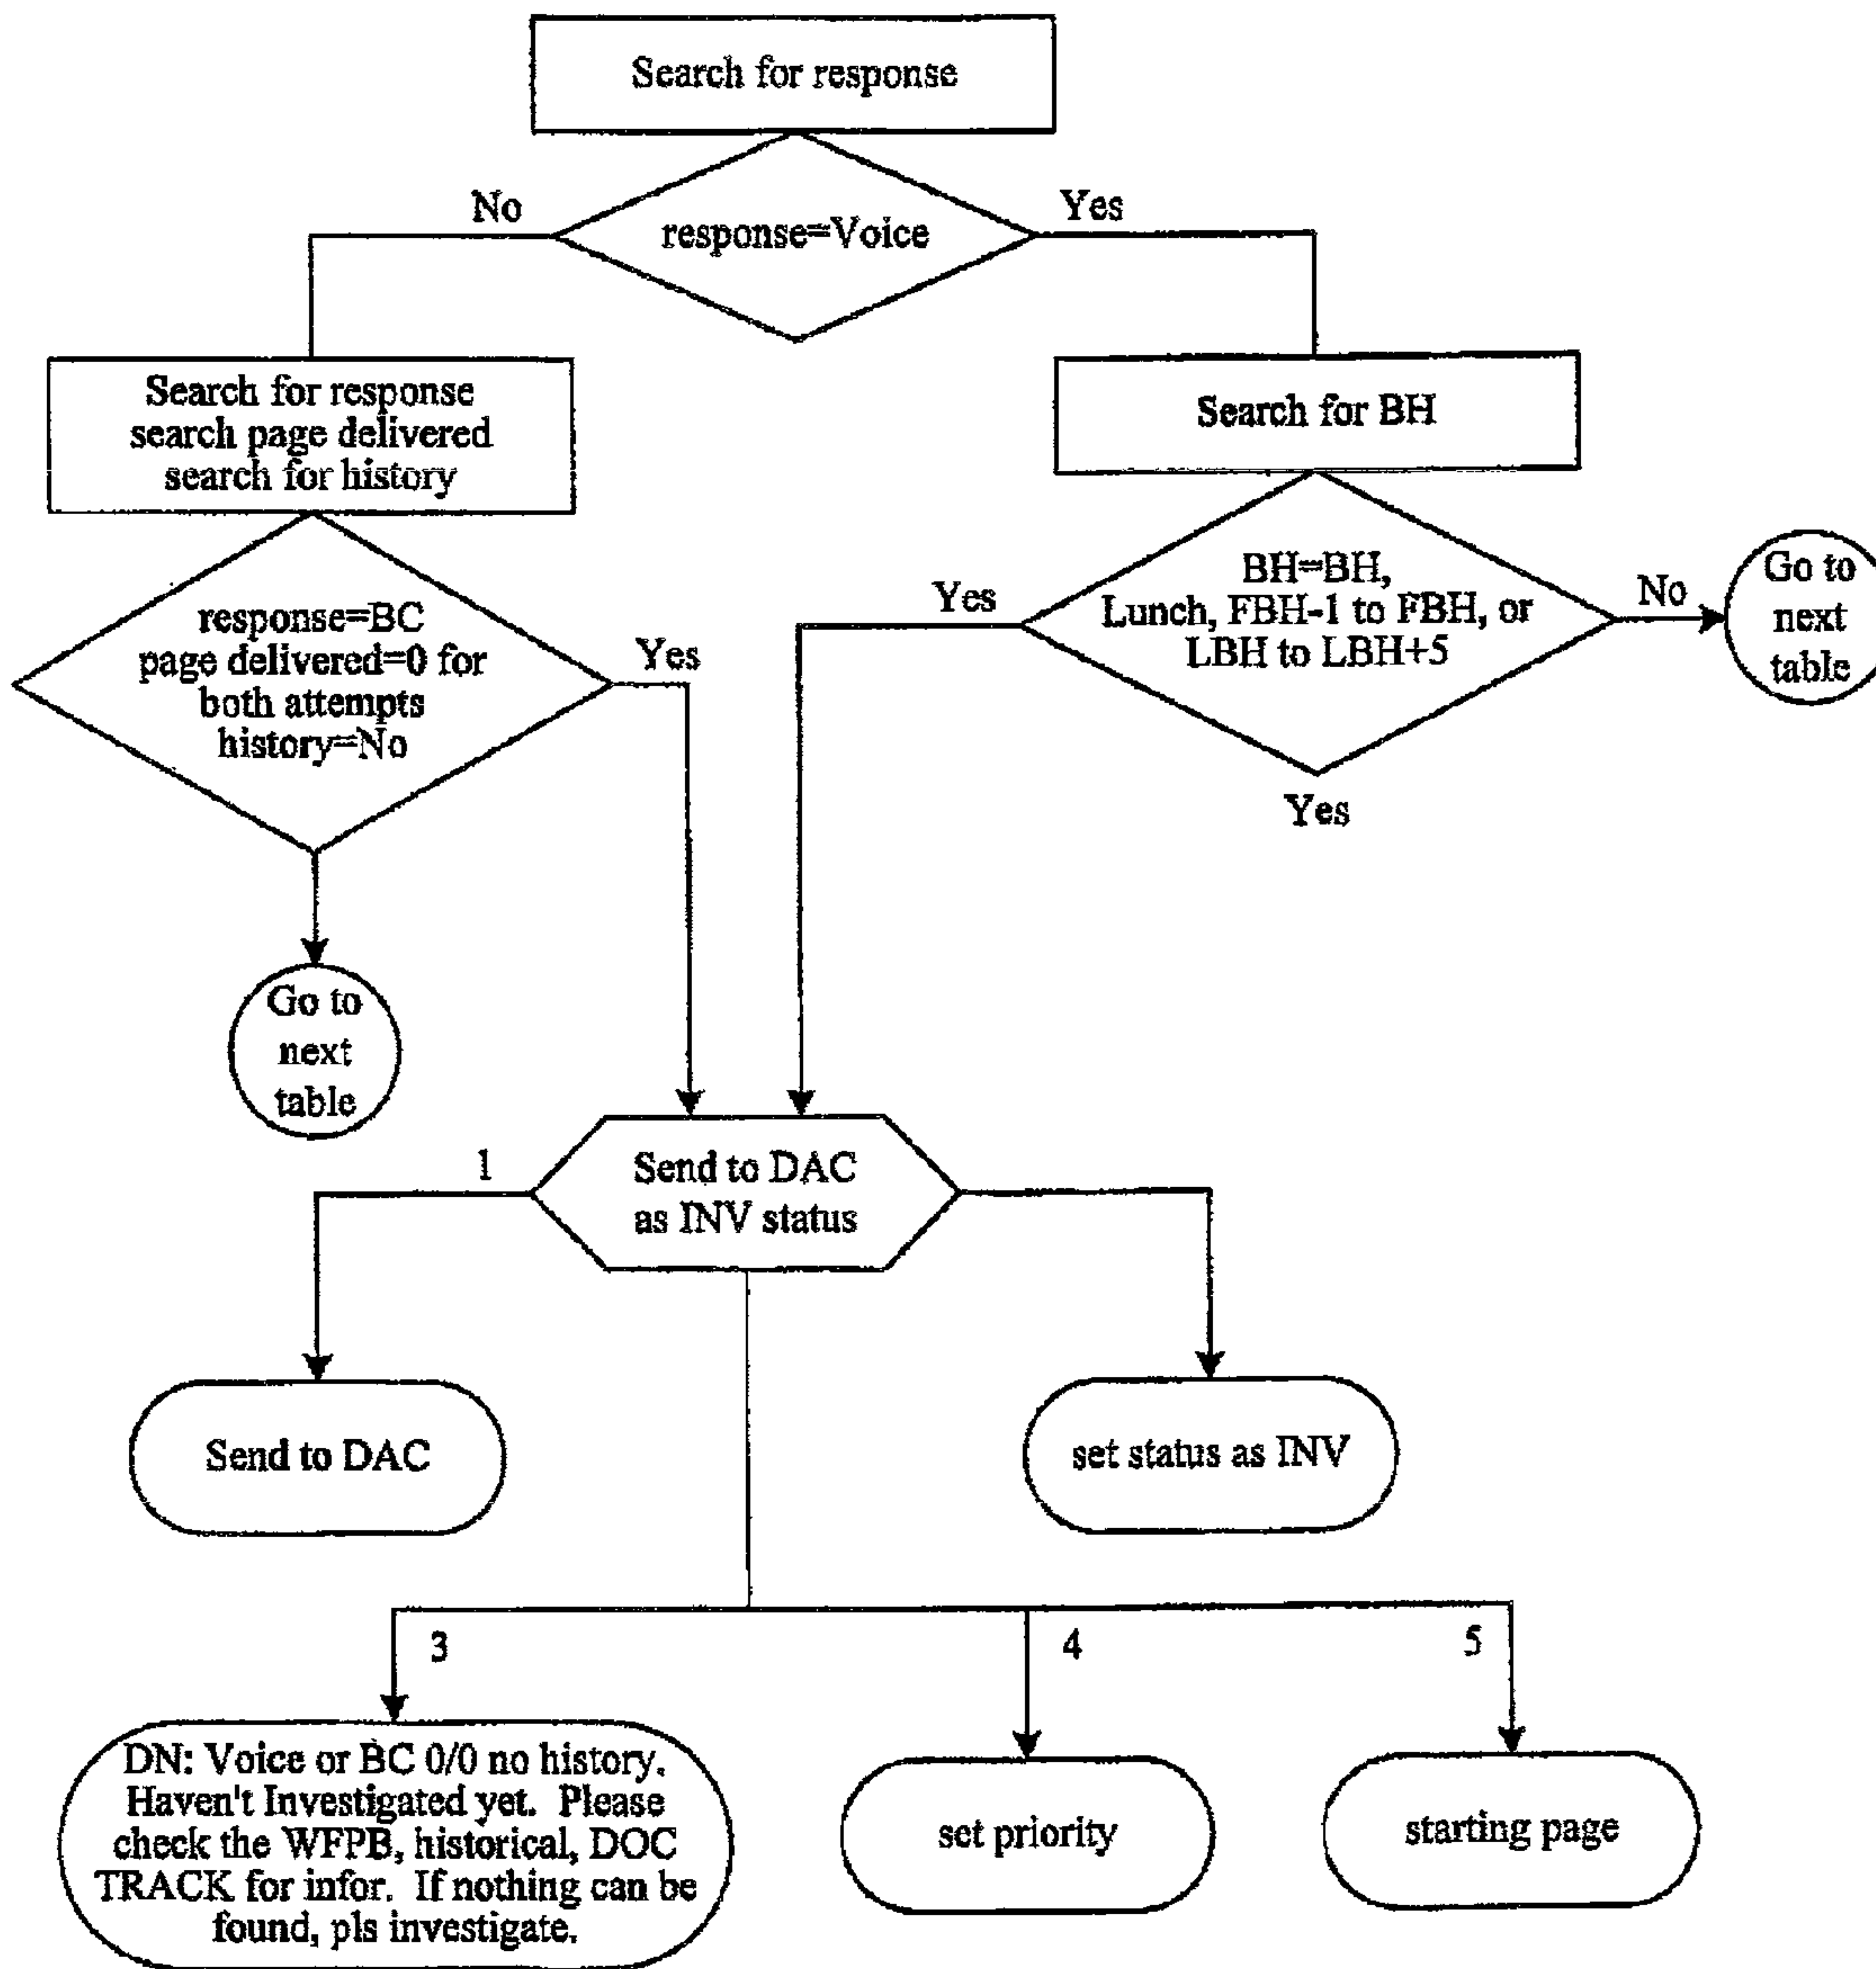 Search for response
No
Yes
response=Voice
Search for response
search page delivered
search for history
Search for BH
response=BC
page delivered=0 for
both attempts
history=No
Yes
Yes
BH=BH,
Lunch, FBH-1 to FBH, or
LBH to LBH+5
No
Go to
next
table
Yes
Go to
next
table
1
Send to DAC
as INV status
Send to DAC
set status as INV
3
4
5
DN: Voice or BC 0/0 no history.
Haven't Investigated yet. Please
check the WFPB, historical, DOC
TRACK for infor. If nothing can be
found, pls investigate.
set priority
starting page